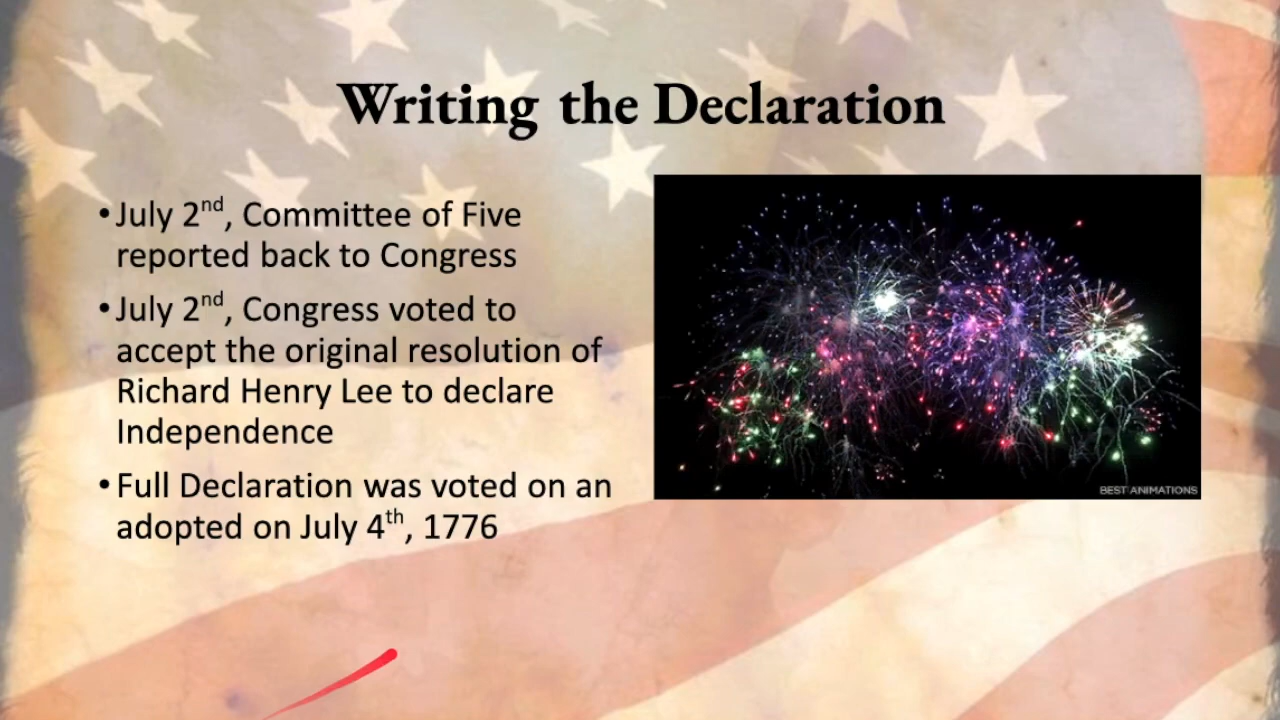 Writing the Declaration
•July 2nd, Committee of Five
reported back to Congress
•July 2nd, Congress voted to
accept the original resolution of
Richard Henry Lee to declare
Independence
•Full Declaration was voted on an
adopted on July 4th, 1776
BEST ANIMATIONS